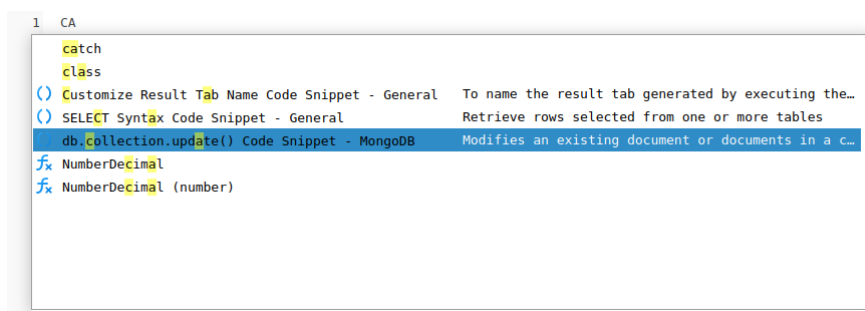 1 CA
catch
class
() Customize Result Tab Name Code Snippet - General To name the result tab generated by executing the…
() SELECT Syntax Code Snippet - General Retrieve rows selected from one or more tables
db.collection.update() Code Snippet - MongoDB Modifies an existing document or documents in a c…
fx NumberDecimal
fx NumberDecimal (number)